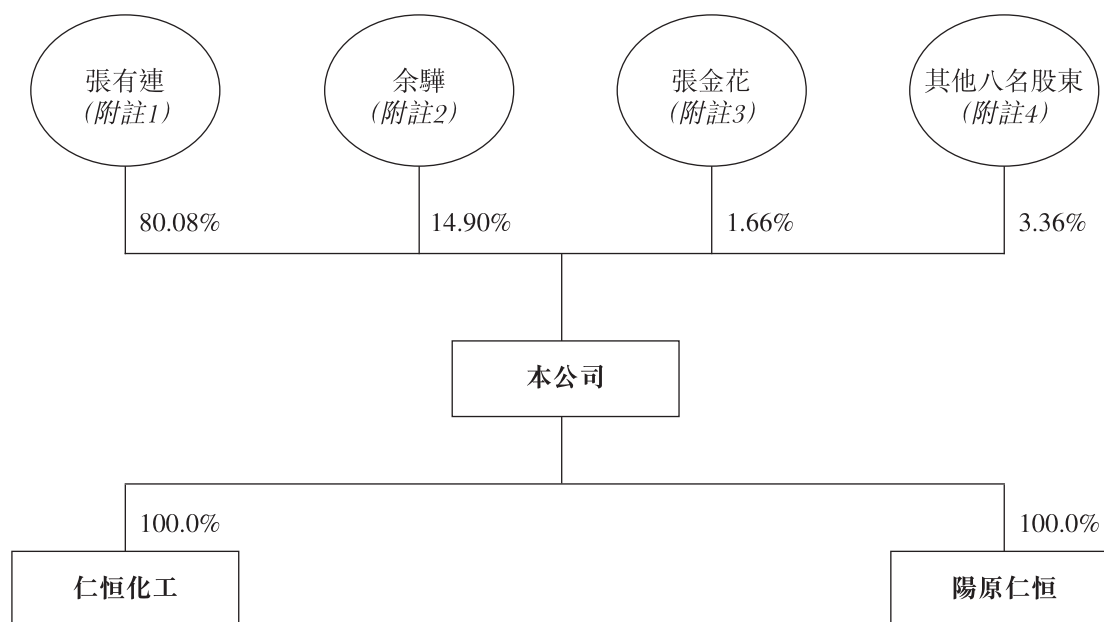 張有連
(附註1)
余驊
(附註2)
張金花
(附註3)
其他八名股東
(附註4)
80.08%
14.90%
1.66%
3.36%
本公司
100.0%
100.0%
仁恒化工
陽原仁恒